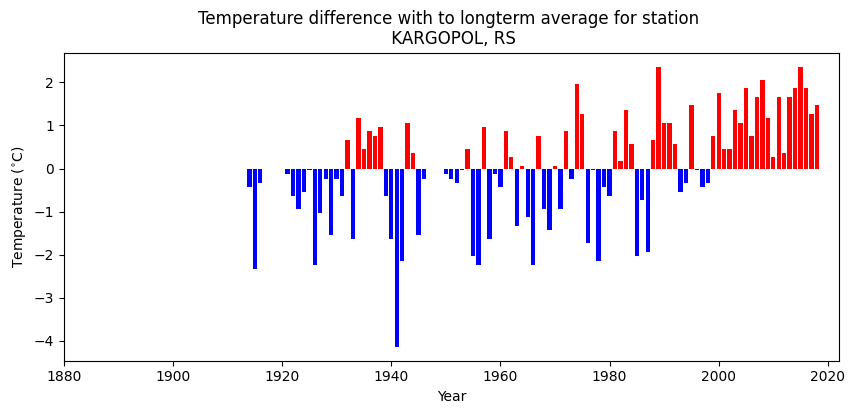 Temperature difference with to longterm average for station
KARGOPOL, RS
Temperature (°C)
2
1
0
−1
−2
−3
−4
1880 1900 1920 1940 1960 1980 2000 2020
Year